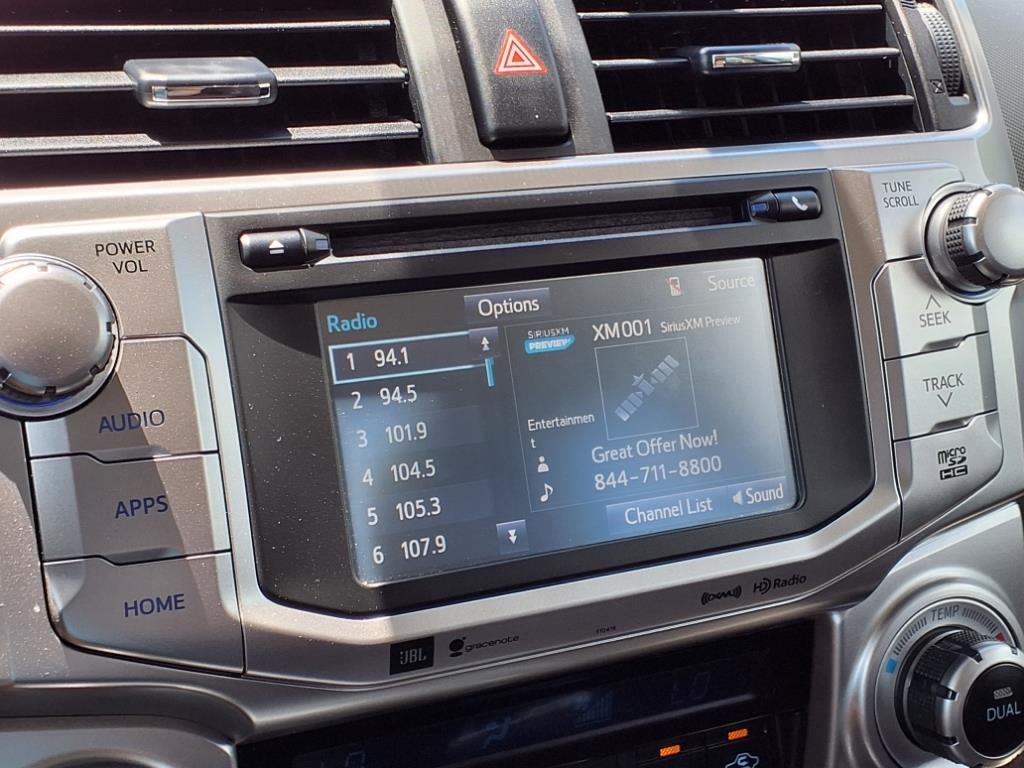 POWER
VOL
TUNE
SCROLL
Radio
Options
Source
SIRIUSXM
PREVIEW
XM001 SiriusXM Preview
1 94.1
2 94.5
3 101.9
4 104.5
5 105.3
6 107.9
Entertainmen
t
Great Offer Now!
844-711-8800
Channel List
Sound
AUDIO
APPS
HOME
SEEK
TRACK
micro
SD
HC
JBL
gracenote
((XM))
HD Radio
TEMP
DUAL